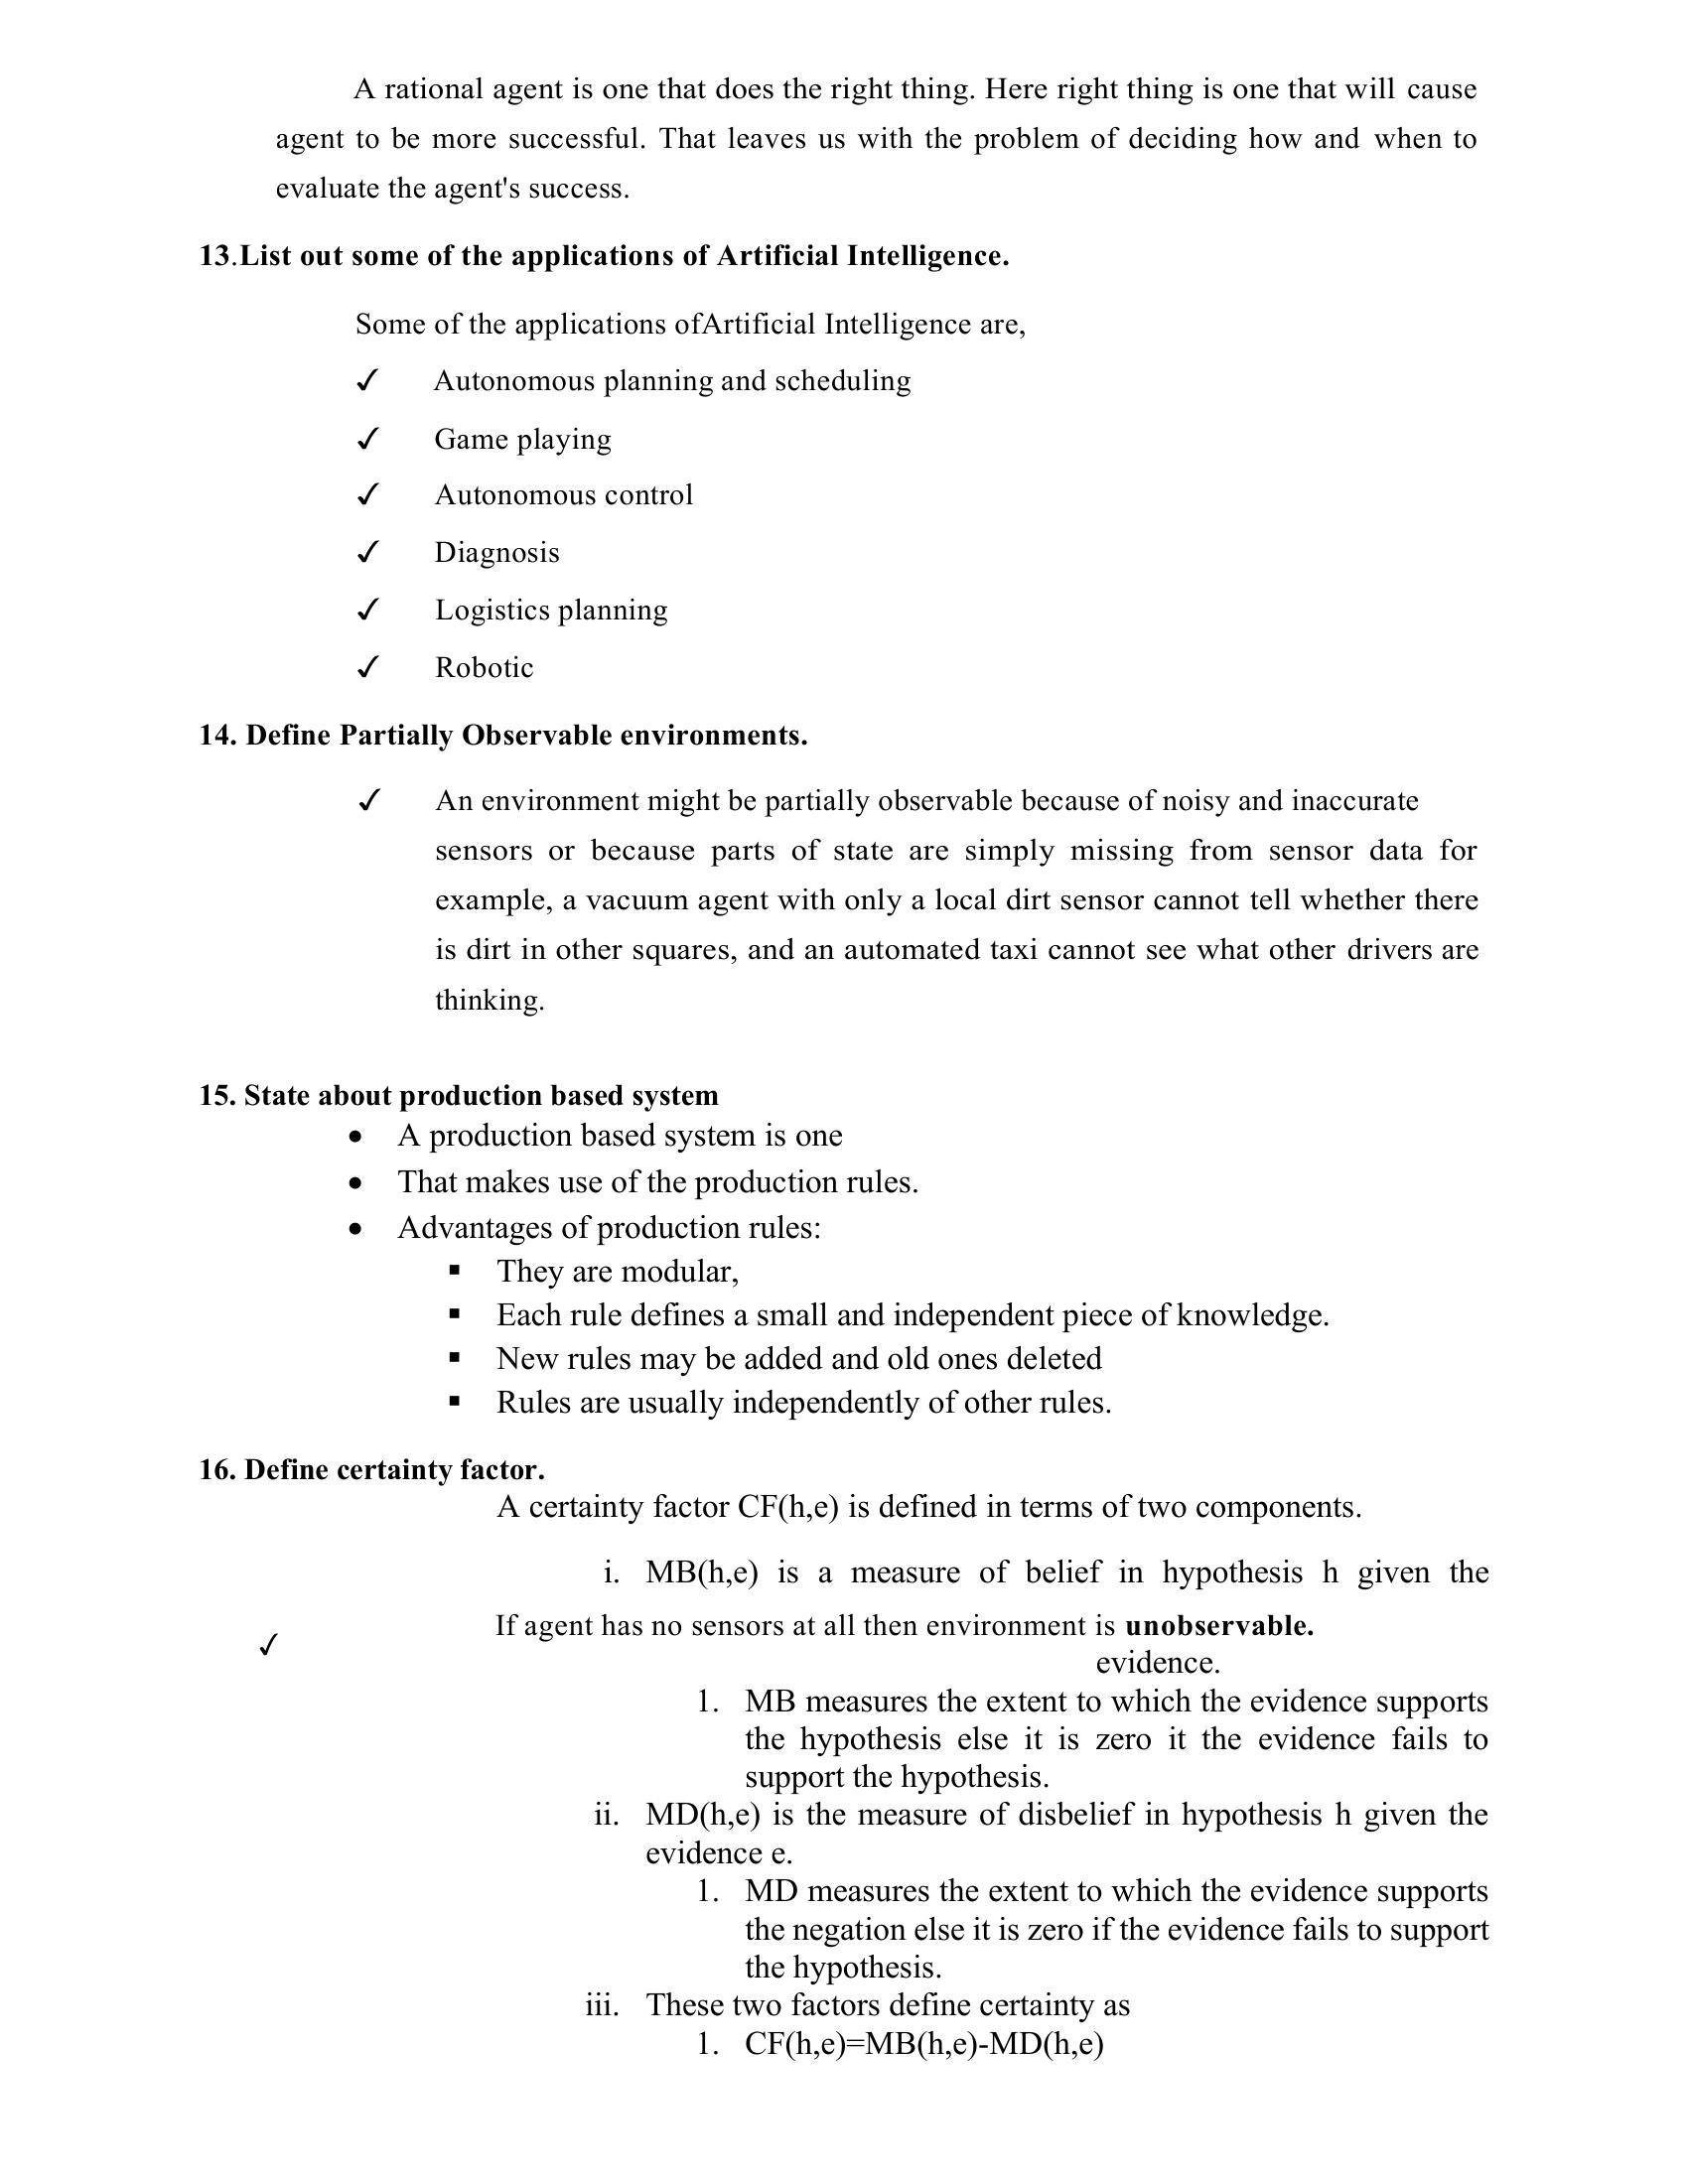 A rational agent is one that does the right thing. Here right thing is one that will cause
agent to be more successful. That leaves us with the problem of deciding how and when to
evaluate the agent's success.
13.List out some of the applications of Artificial Intelligence.
Some of the applications ofArtificial Intelligence are,
✓ Autonomous planning and scheduling
✓ Game playing
✓ Autonomous control
✓ Diagnosis
✓ Logistics planning
✓ Robotic
14. Define Partially Observable environments.
✓ An environment might be partially observable because of noisy and inaccurate
sensors or because parts of state are simply missing from sensor data for
example, a vacuum agent with only a local dirt sensor cannot tell whether there
is dirt in other squares, and an automated taxi cannot see what other drivers are
thinking.
15. State about production based system
• A production based system is one
• That makes use of the production rules.
• Advantages of production rules:
▪ They are modular,
▪ Each rule defines a small and independent piece of knowledge.
▪ New rules may be added and old ones deleted
▪ Rules are usually independently of other rules.
16. Define certainty factor.
A certainty factor CF(h,e) is defined in terms of two components.
i. MB(h,e) is a measure of belief in hypothesis h given the
✓ If agent has no sensors at all then environment is unobservable.
evidence.
1. MB measures the extent to which the evidence supports
the hypothesis else it is zero it the evidence fails to
support the hypothesis.
ii. MD(h,e) is the measure of disbelief in hypothesis h given the
evidence e.
1. MD measures the extent to which the evidence supports
the negation else it is zero if the evidence fails to support
the hypothesis.
iii. These two factors define certainty as
1. CF(h,e)=MB(h,e)-MD(h,e)